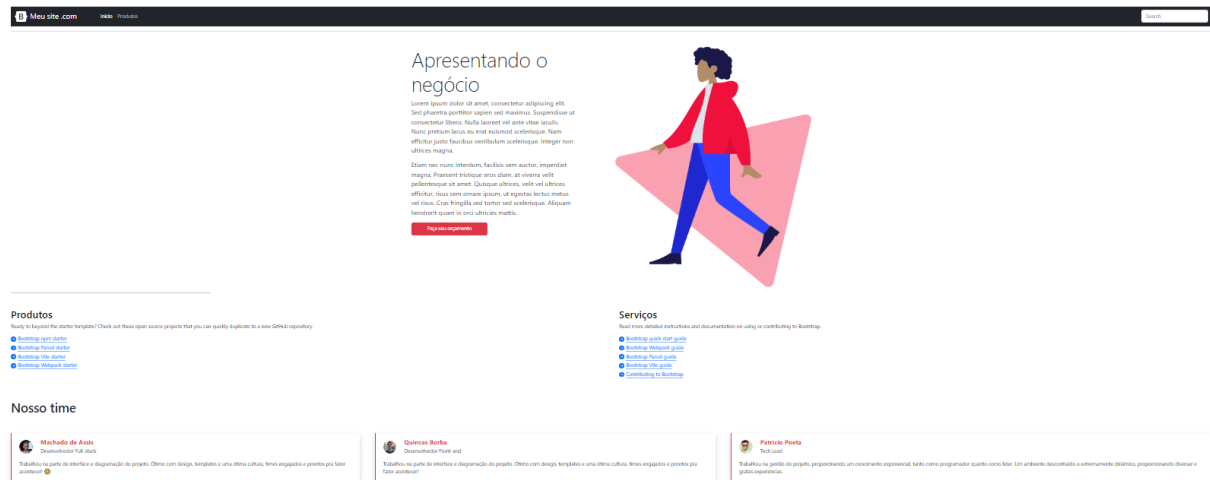 B Meu site .com
Início Produtos
Search
Apresentando o
negócio
Lorem ipsum dolor sit amet, consectetur adipiscing elit.
Sed pharetra porttitor sapien sed maximus. Suspendisse ut
consectetur libero. Nulla laoreet vel ante vitae iaculis.
Nunc pretium lacus eu erat euismod scelerisque. Nam
efficitur justo faucibus vestibulum scelerisque. Integer non
ultrices magna.
Etiam nec nunc interdum, facilisis sem auctor, imperdiet
magna. Praesent tristique eros diam, at viverra velit
pellentesque sit amet. Quisque ultrices, velit vel ultrices
efficitur, risus sem ornare ipsum, ut egestas lectus metus
vel risus. Cras fringilla sed tortor sed scelerisque. Aliquam
hendrerit quam in orci ultricies mattis.
Faça seu orçamento
Produtos
Ready to beyond the starter template? Check out these open source projects that you can quickly duplicate to a new GitHub repository.
Bootstrap npm starter
Bootstrap Parcel starter
Bootstrap Vite starter
Bootstrap Webpack starter
Serviços
Read more detailed instructions and documentation on using or contributing to Bootstrap.
Bootstrap quick start guide
Bootstrap Webpack guide
Bootstrap Parcel guide
Bootstrap Vite guide
Contributing to Bootstrap
Nosso time
Machado de Assis
Desenvolvedor Full stack
Trabalhou na parte de interface e diagramação do projeto. Ótimo com design, templates e uma ótima cultura, times engajados e prontos pra fazer
acontecer!
Quincas Borba
Desenvolvedor Front end
Trabalhou na parte de interface e diagramação do projeto. Ótimo com design, templates e uma ótima cultura, times engajados e prontos pra
fazer acontecer!
Patricio Poeta
Tech Lead
Trabalhou na gestão do projeto, proporcionando um crescimento exponencial, tanto como programador quanto como líder. Um ambiente descontraído e extremamente dinâmico, proporcionando diversar e
gratas experiências.